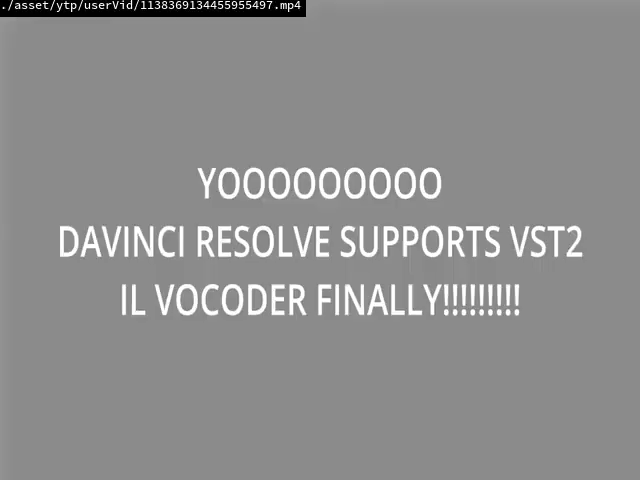 ./asset/ytp/userVid/1138369134455955497.mp4
YOOOOOOOOO
DAVINCI RESOLVE SUPPORTS VST2
IL VOCODER FINALLY!!!!!!!!!